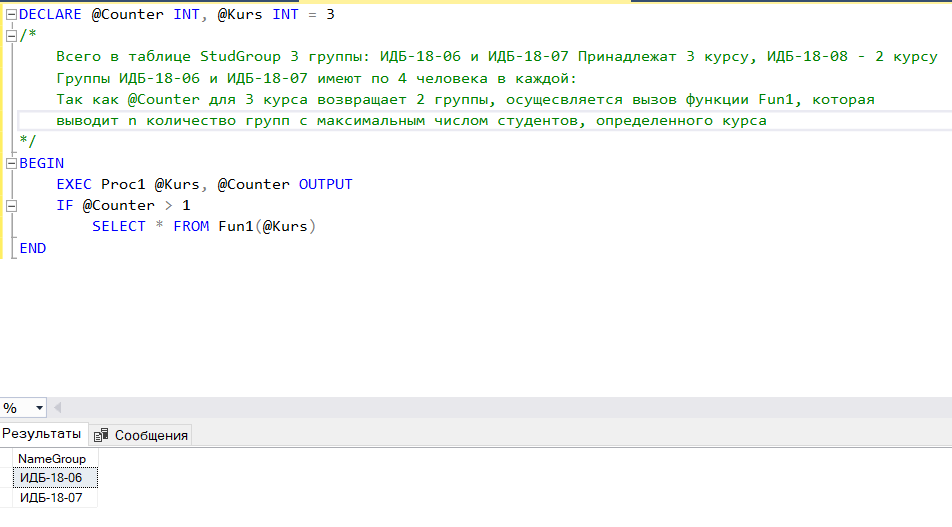 DECLARE @Counter INT, @Kurs INT = 3
/*
Всего в таблице StudGroup 3 группы: ИДБ-18-06 и ИДБ-18-07 Принадлежат 3 курсу, ИДБ-18-08 - 2 курсу
Группы ИДБ-18-06 и ИДБ-18-07 имеют по 4 человека в каждой:
Так как @Counter для 3 курса возвращает 2 группы, осущесвляется вызов функции Fun1, которая
выводит n количество групп с максимальным числом студентов, определенного курса
*/
BEGIN
EXEC Proc1 @Kurs, @Counter OUTPUT
IF @Counter > 1
SELECT * FROM Fun1(@Kurs)
END
%
Результаты Сообщения
NameGroup
ИДБ-18-06
ИДБ-18-07